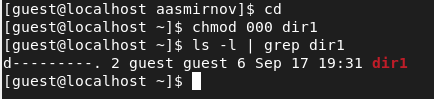 [guest@localhost aasmirnov]$ cd
[guest@localhost ~]$ chmod 000 dir1
[guest@localhost ~]$ ls -l | grep dir1
d---------. 2 guest guest 6 Sep 17 19:31 dir1
[guest@localhost ~]$